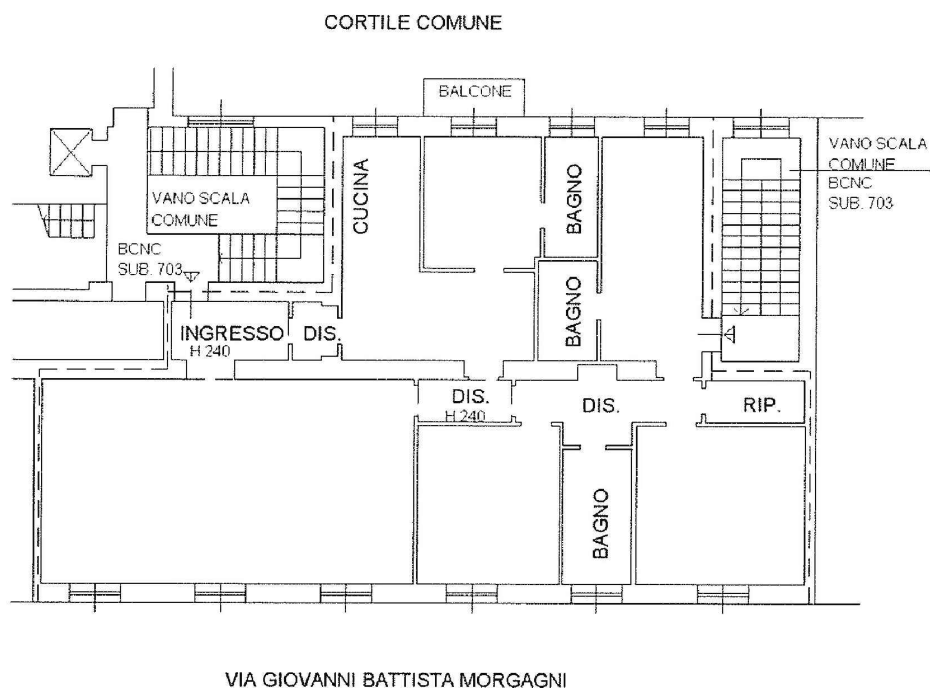 CORTILE COMUNE
BALCONE
VANO SCALA
COMUNE
BCNC
SUB. 703
CUCINA
BAGNO
BAGNO
VANO SCALA
COMUNE
BCNC
SUB. 703
INGRESSO
H 240
DIS.
DIS.
H 240
DIS.
RIP.
BAGNO
VIA GIOVANNI BATTISTA MORGAGNI